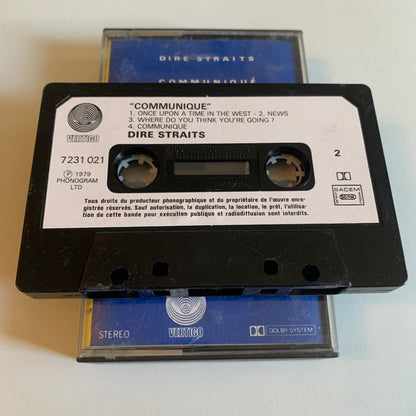 DIRE STRAITS
COMMUNIQUÉ
VERTIGO
7231 021
Ⓟ 1979
PHONOGRAM
LTD
"COMMUNIQUE"
1. ONCE UPON A TIME IN THE WEST - 2. NEWS
3. WHERE DO YOU THINK YOU'RE GOING ?
4. COMMUNIQUE
DIRE STRAITS
2
SACEM
Tous droits du producteur phonographique et du propriétaire de l'œuvre enre-
gistrée réservés. Sauf autorisation, la duplication, la location, le prêt, l'utilisa-
tion de cette bande pour exécution publique et radiodiffusion sont interdits.
STEREO
VERTIGO
DOLBY SYSTEM